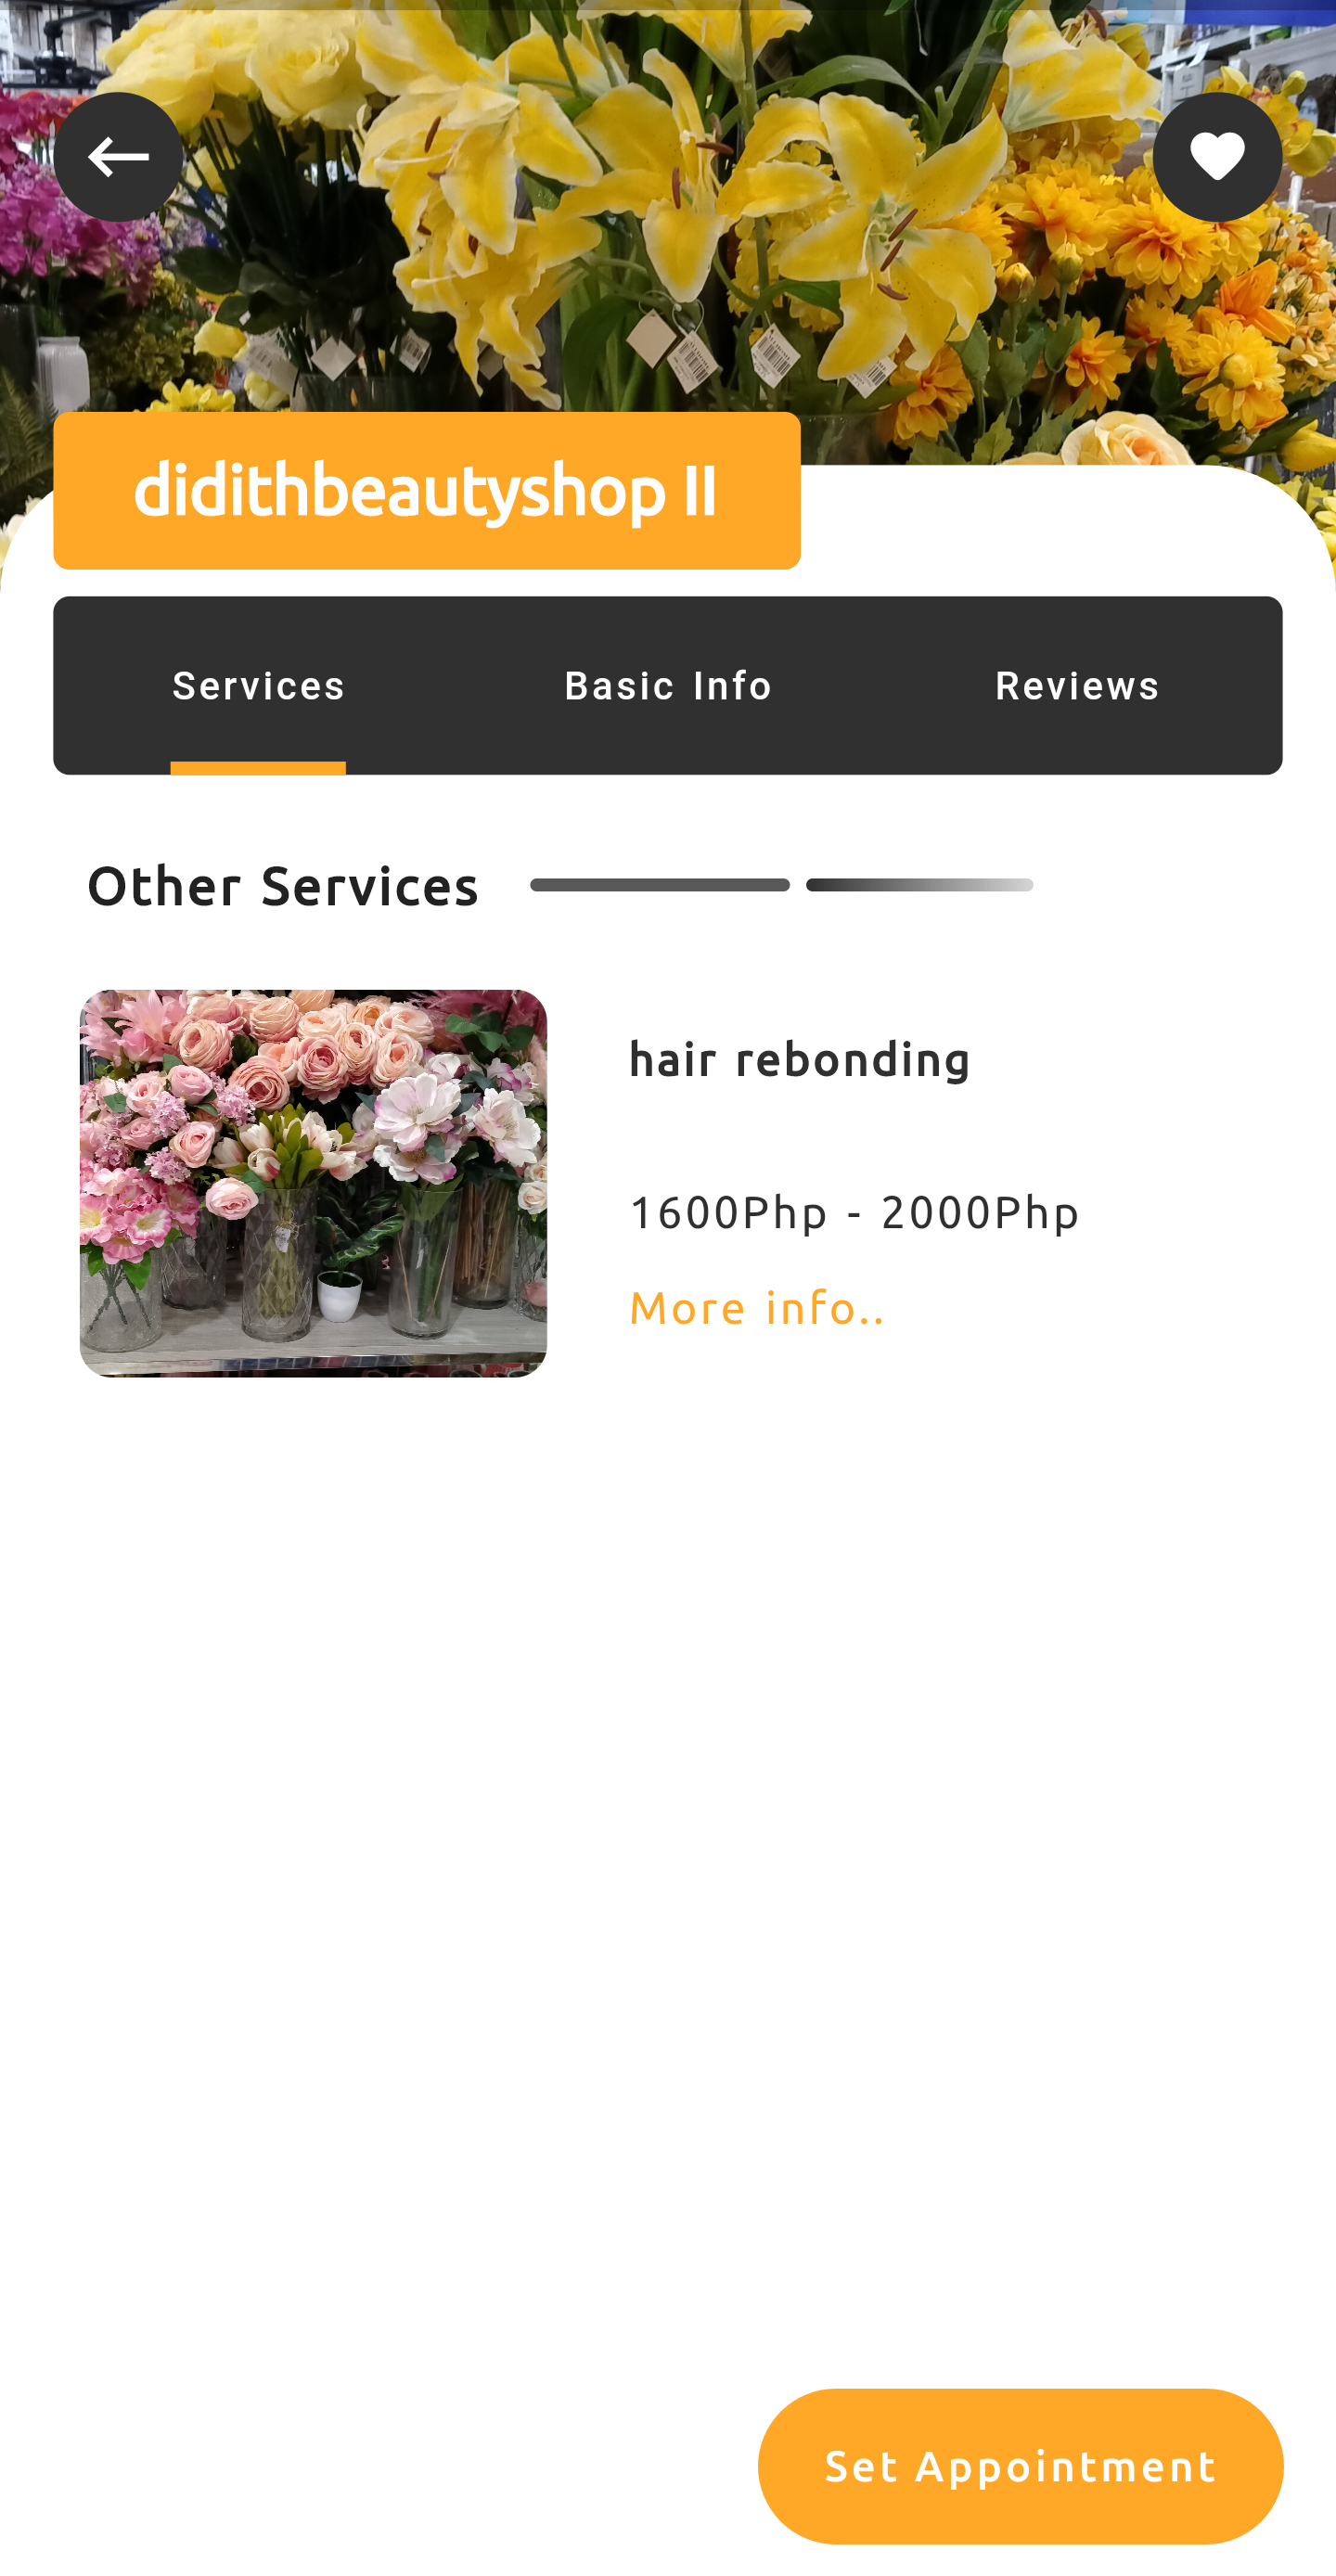 didithbeautyshop II
Services Basic Info Reviews
Other Services
hair rebonding
1600Php - 2000Php
More info..
Set Appointment